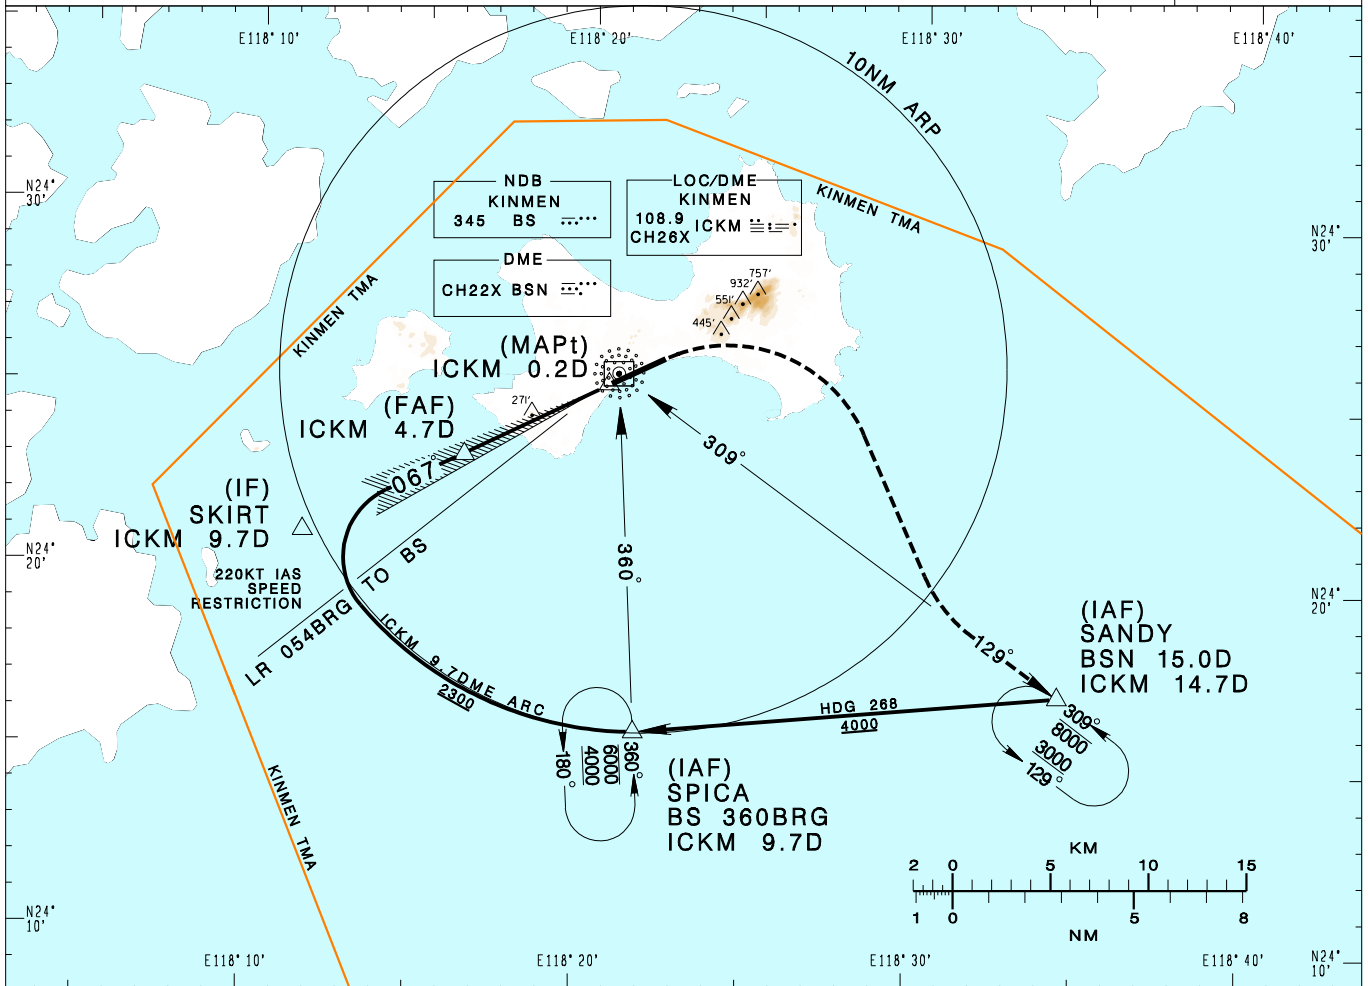 E118° 10'
E118° 20'
E118° 30'
E118° 40'
10NM ARP
N24°
30'
NDB
KINMEN
345 BS
LOC/DME
KINMEN
108.9
CH26X
ICKM
KINMEN TMA
N24°
30'
DME
CH22X BSN
757'
932'
551'
445'
KINMEN TMA
(MAPt)
ICKM 0.2D
271'
(FAF)
ICKM 4.7D
309°
067°
(IF)
SKIRT
ICKM 9.7D
N24°
20'
220KT IAS
SPEED
RESTRICTION
LR 054BRG TO BS
360°
N24°
20'
(IAF)
SANDY
BSN 15.0D
ICKM 14.7D
129°
ICKM 9.7DME ARC
2300
HDG 268
4000
309°
8000
3000
129°
180°
4000
6000
360°
(IAF)
SPICA
BS 360BRG
ICKM 9.7D
KINMEN TMA
KM
2 0 5 10 15
1 0 5 8
NM
N24°
10'
E118° 10'
E118° 20'
E118° 30'
E118° 40'
N24°
10'